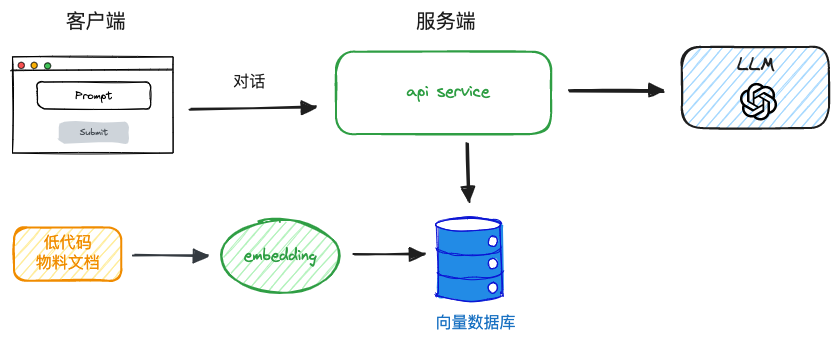 客户端
服务端
Prompt
Submit
对话
api service
LLM
低代码
物料文档
embedding
向量数据库